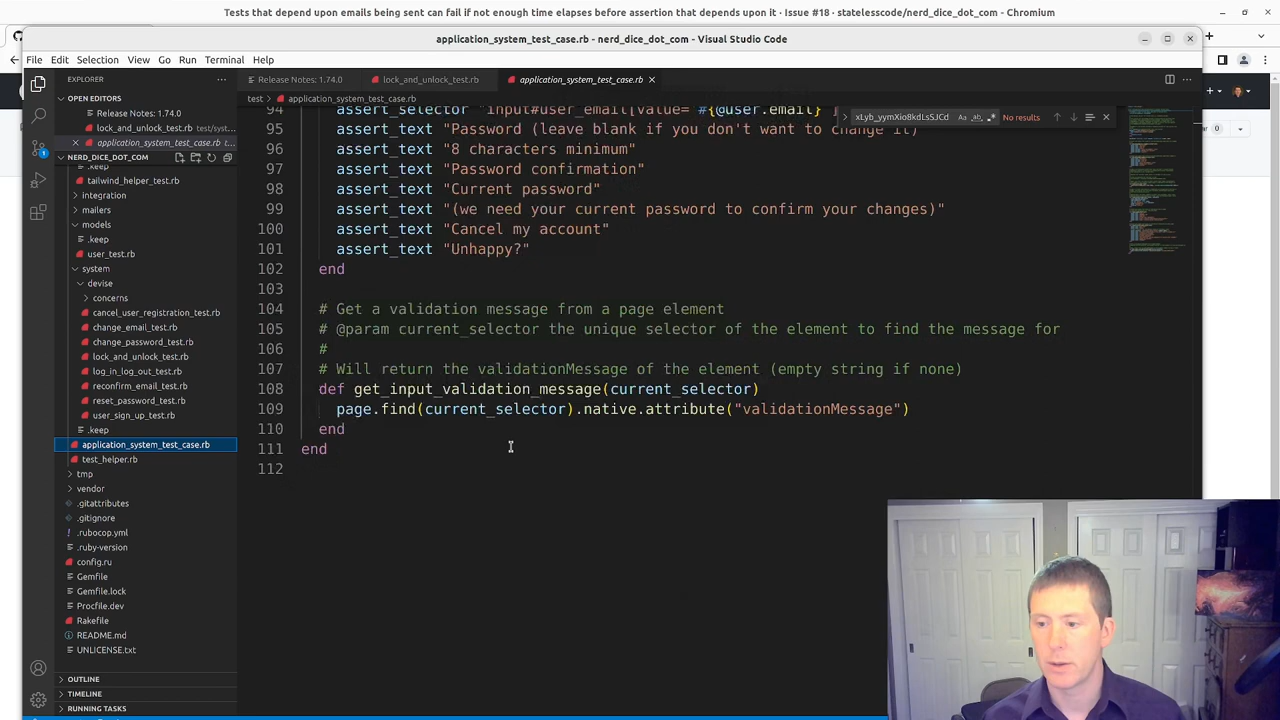 Tests that depend upon emails being sent can fail if not enough time elapses before assertion that depends upon it · Issue #18 · statelesscode/nerd_dice_dot_com - Chromium
application_system_test_case.rb - nerd_dice_dot_com - Visual Studio Code
File Edit Selection View Go Run Terminal Help
EXPLORER
OPEN EDITORS
Release Notes: 1.74.0
lock_and_unlock_test.rb test/syst...
application_system_test_case.rb t...
NERD_DICE_DOT_COM
.keep
tailwind_helper_test.rb
integration
mailers
models
.keep
user_test.rb
system
devise
concerns
cancel_user_registration_test.rb
change_email_test.rb
change_password_test.rb
lock_and_unlock_test.rb
log_in_log_out_test.rb
reconfirm_email_test.rb
reset_password_test.rb
user_sign_up_test.rb
.keep
application_system_test_case.rb
test_helper.rb
tmp
vendor
.gitattributes
.gitignore
.rubocop.yml
.ruby-version
config.ru
Gemfile
Gemfile.lock
Procfile.dev
Rakefile
README.md
UNLICENSE.txt
OUTLINE
TIMELINE
RUNNING TASKS
Release Notes: 1.74.0 lock_and_unlock_test.rb application_system_test_case.rb
test > application_system_test_case.rb
No results
94 assert_selector "input#user_email[value='#{@user.email}']
95 assert_text "Password (leave blank if you don't want to change it)
96 assert_text "8 characters minimum"
97 assert_text "Password confirmation"
98 assert_text "Current password"
99 assert_text "(we need your current password to confirm your changes)"
100 assert_text "Cancel my account"
101 assert_text "Unhappy?"
102 end
103
104 # Get a validation message from a page element
105 # @param current_selector the unique selector of the element to find the message for
106 #
107 # Will return the validationMessage of the element (empty string if none)
108 def get_input_validation_message(current_selector)
109 page.find(current_selector).native.attribute("validationMessage")
110 end
111 end
112